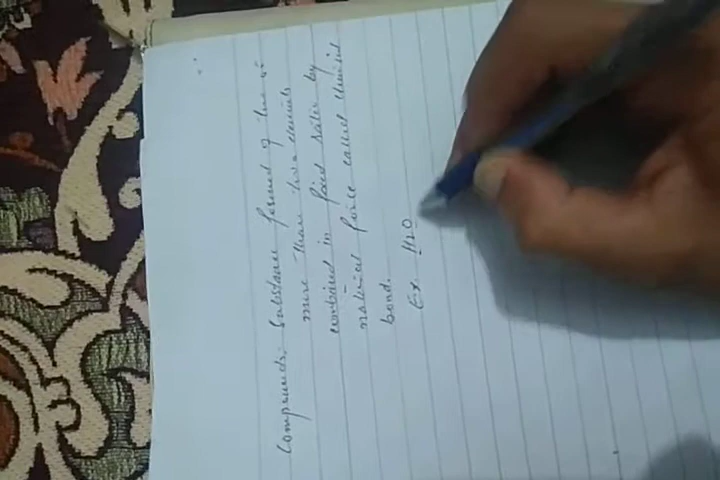 Compounds: Substance formed of two or
more than two elements
combined in fixed ratio by
natural force called chemical
bond.
Ex. H2O